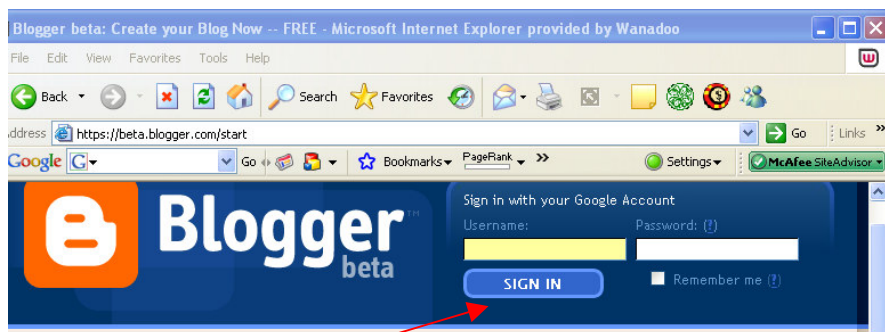 Blogger beta: Create your Blog Now -- FREE - Microsoft Internet Explorer provided by Wanadoo
File Edit View Favorites Tools Help
Back Search Favorites
ddress https://beta.blogger.com/start Go Links »
Google G Go Bookmarks PageRank » Settings McAfee SiteAdvisor
Sign in with your Google Account
Username: Password: (?)
Blogger™
beta
SIGN IN Remember me (?)